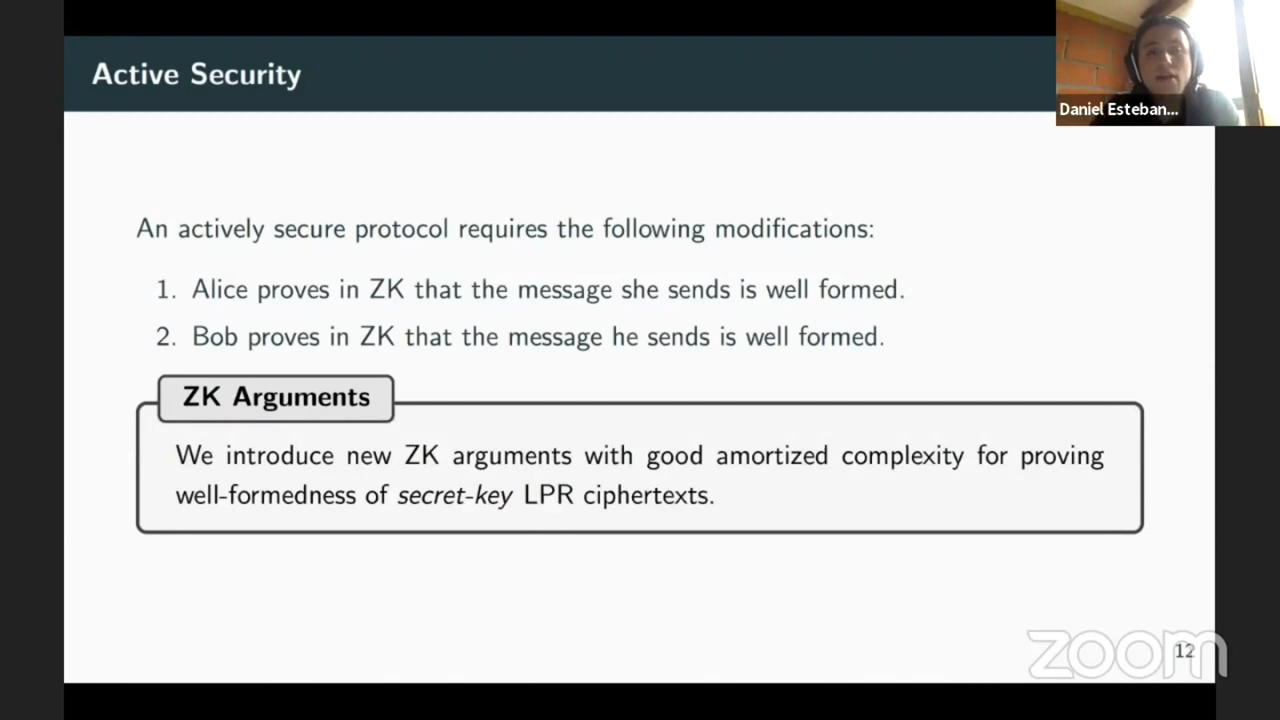 Active Security
Daniel Esteban...
An actively secure protocol requires the following modifications:
1. Alice proves in ZK that the message she sends is well formed.
2. Bob proves in ZK that the message he sends is well formed.
ZK Arguments
We introduce new ZK arguments with good amortized complexity for proving
well-formedness of secret-key LPR ciphertexts.
zoom
12